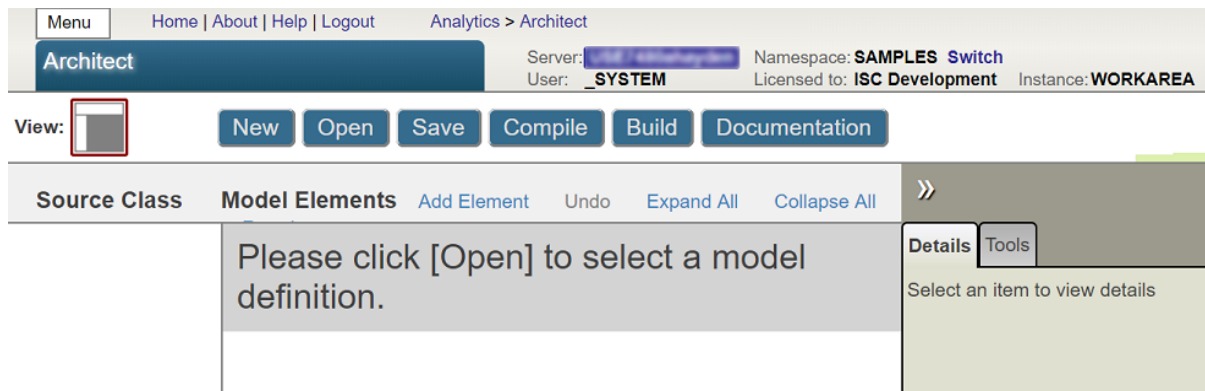 Menu Home | About | Help | Logout Analytics > Architect
Architect
Server: Namespace: SAMPLES Switch
User: _SYSTEM Licensed to: ISC Development Instance: WORKAREA
View: New Open Save Compile Build Documentation
Source Class Model Elements Add Element Undo Expand All Collapse All »
Please click [Open] to select a model
definition.
Details Tools
Select an item to view details